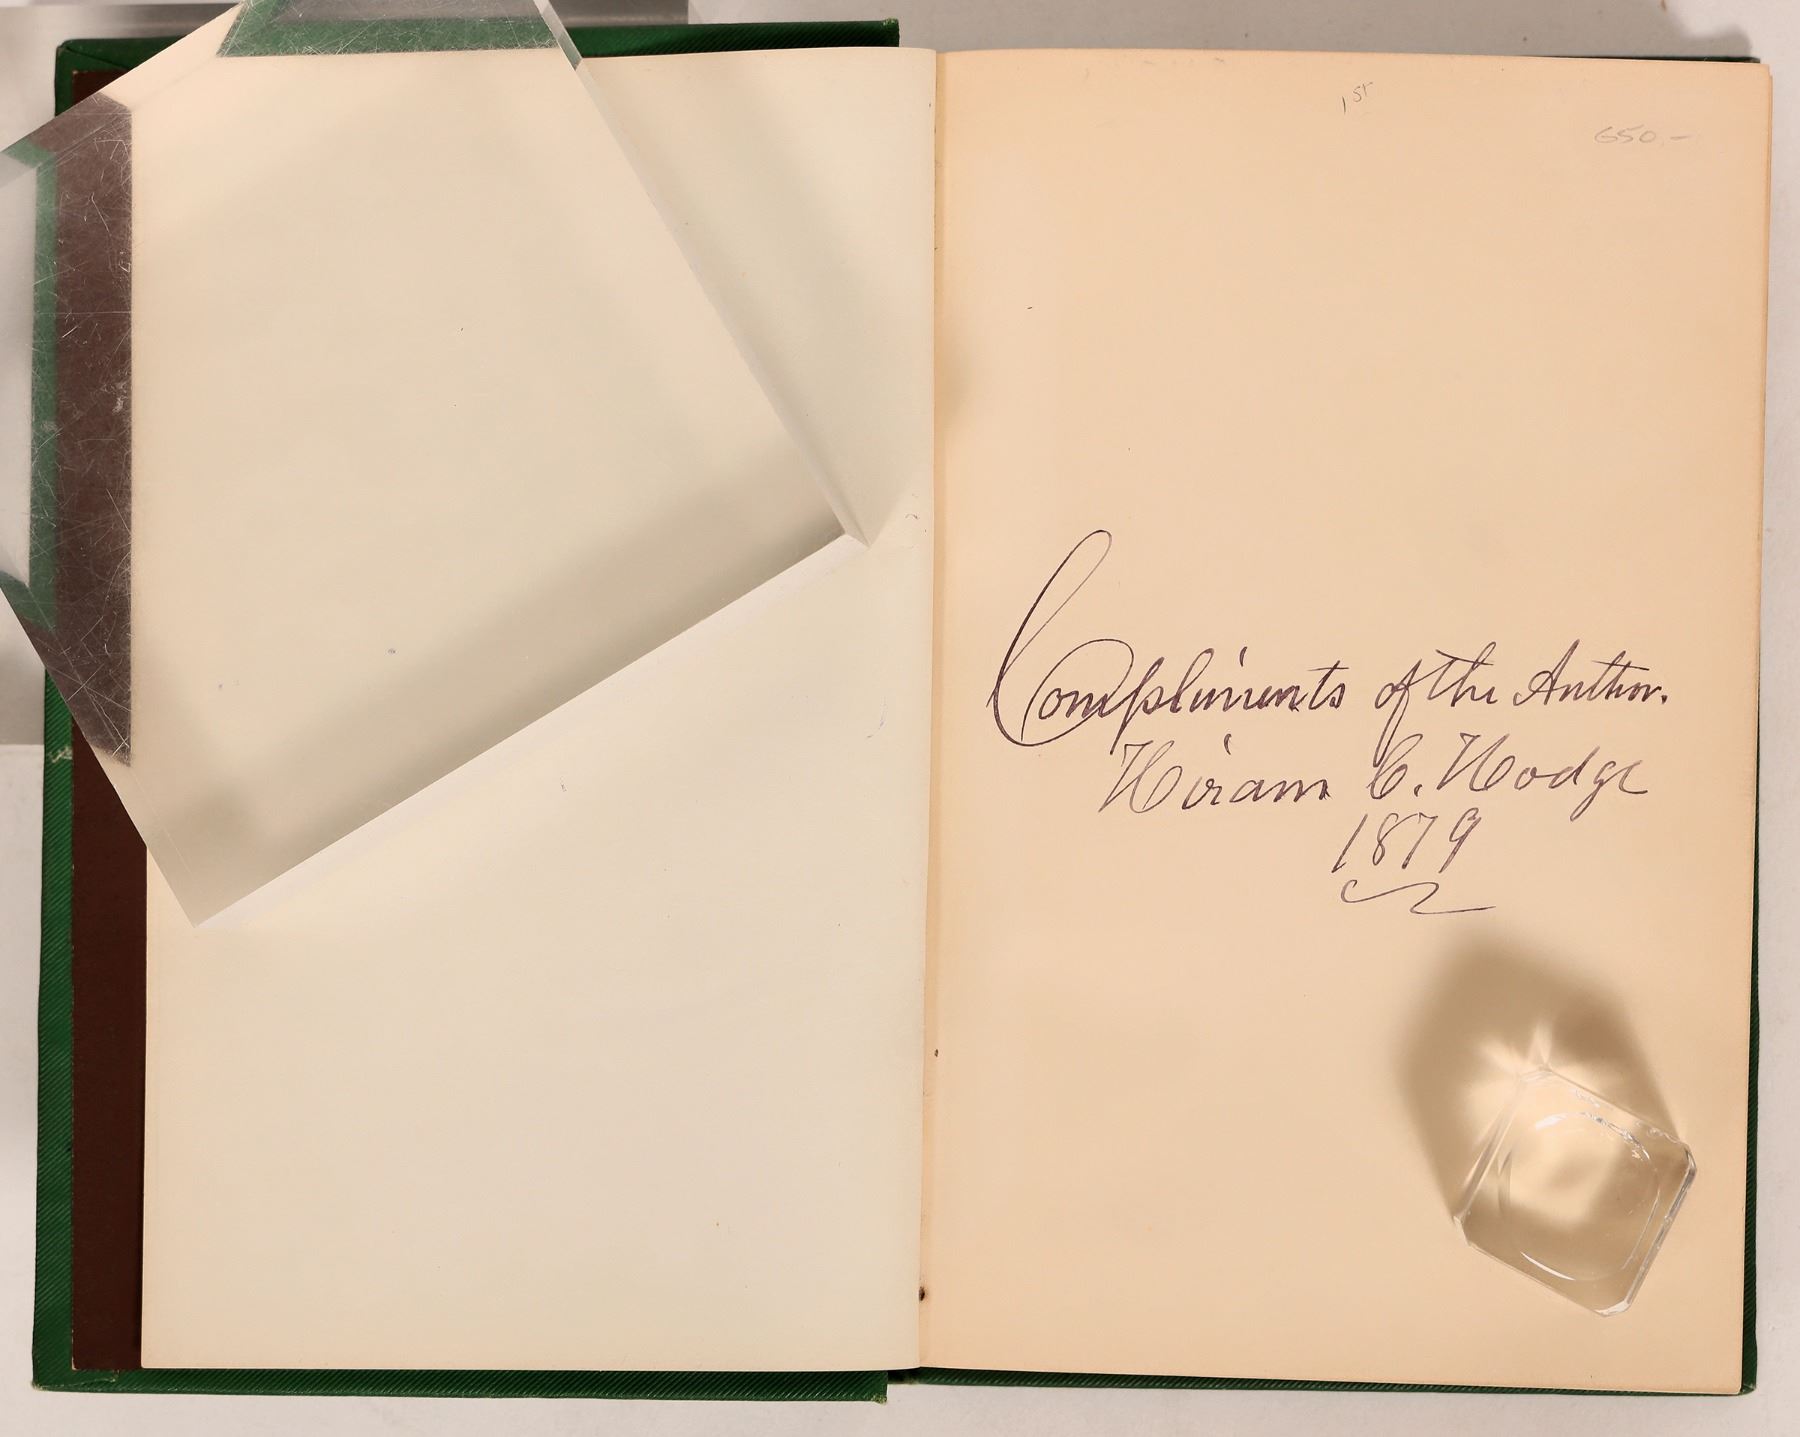 1st
650.-
Compliments of the Author.
Hiram C. Hodge
1879